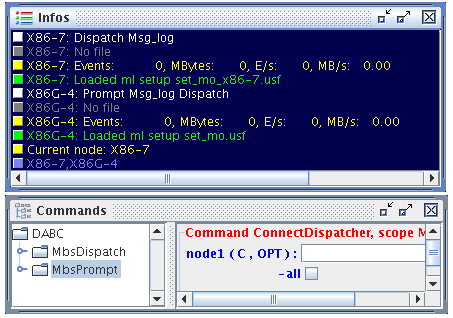 Infos
X86-7: Dispatch Msg_log
X86-7: No file
X86-7: Events: 0, MBytes: 0, E/s: 0, MB/s: 0.00
X86-7: Loaded ml setup set_mo_x86-7.usf
X86G-4: Prompt Msg_log Dispatch
X86G-4: No file
X86G-4: Events: 0, MBytes: 0, E/s: 0, MB/s: 0.00
X86G-4: Loaded ml setup set_mo.usf
Current node: X86-7
X86-7,X86G-4
Commands
DABC
MbsDispatch
MbsPrompt
Command ConnectDispatcher, scope M
node1 ( C , OPT ) :
-all